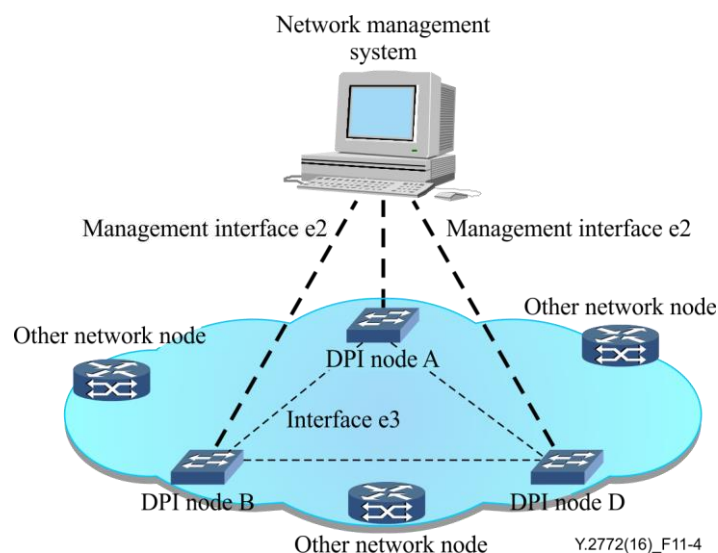 Network management
system
Management interface e2
Management interface e2
Other network node
Other network node
DPI node A
Interface e3
DPI node B
DPI node D
Other network node
Y.2772(16)_F11-4